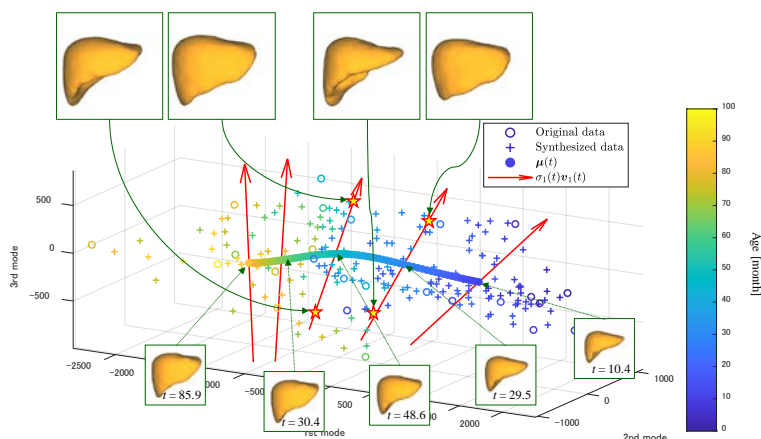 Original data
Synthesized data
μ(t)
σ₁(t)v₁(t)
100
90
80
70
60
50
40
30
20
10
0
Age [months]
500
0
−500
3rd mode
−2500
−2000
500
2000
1st mode
−1000
0
1000
2nd mode
t = 85.9
t = 30.4
t = 48.6
t = 29.5
t = 10.4